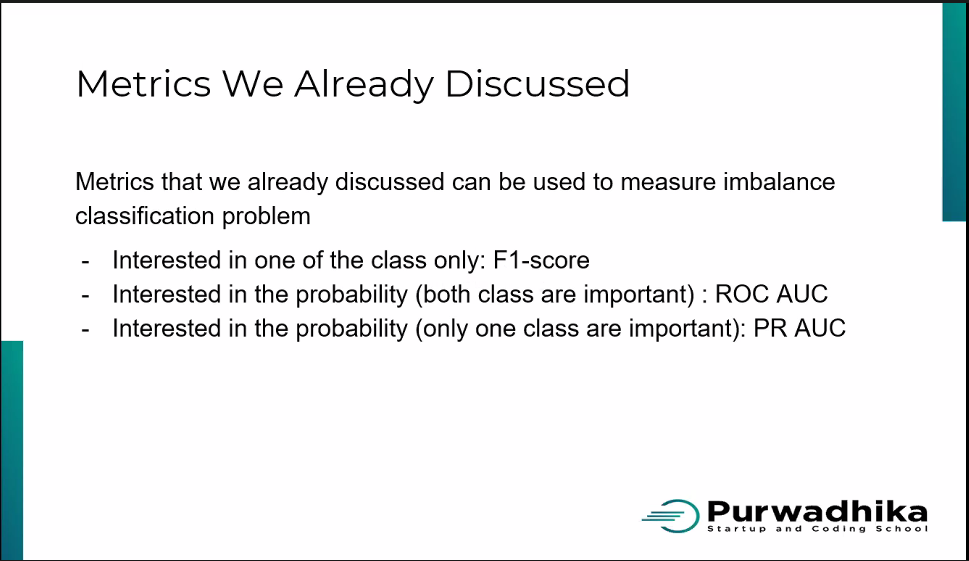 Metrics We Already Discussed
Metrics that we already discussed can be used to measure imbalance
classification problem
- Interested in one of the class only: F1-score
- Interested in the probability (both class are important) : ROC AUC
- Interested in the probability (only one class are important): PR AUC
Purwadhika
Startup and Coding School